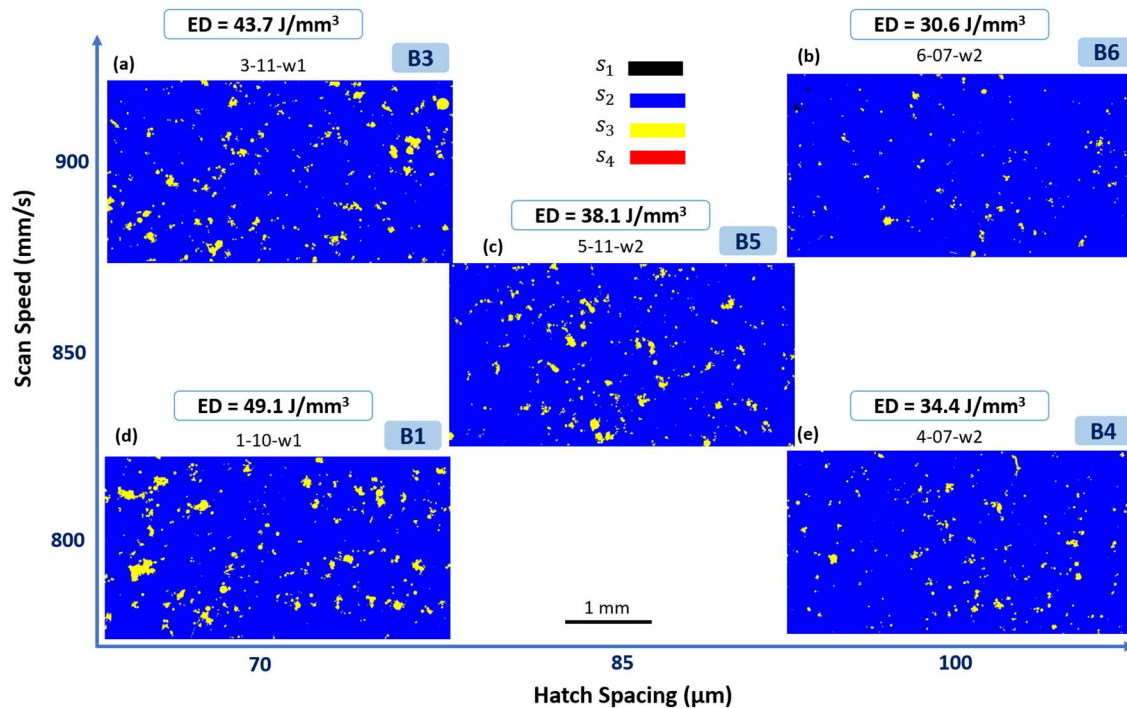 ED = 43.7 J/mm³
ED = 30.6 J/mm³
(a)
3-11-w1
B3
s₁
s₂
s₃
s₄
(b)
6-07-w2
B6
900
ED = 38.1 J/mm³
(c)
5-11-w2
B5
Scan Speed (mm/s)
850
ED = 49.1 J/mm³
ED = 34.4 J/mm³
(d)
1-10-w1
B1
(e)
4-07-w2
B4
800
1 mm
70
85
100
Hatch Spacing (μm)